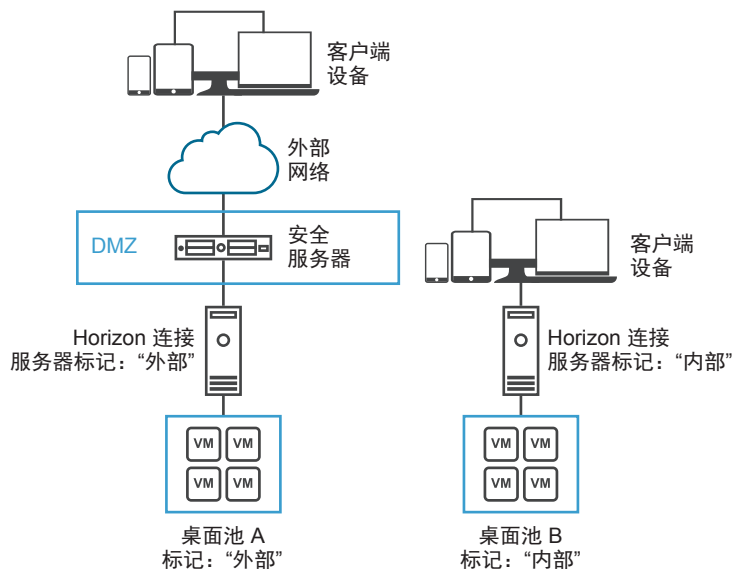 客户端
设备
外部
网络
DMZ
安全
服务器
Horizon 连接
服务器标记：“外部”
VM VM
VM VM
桌面池 A
标记：“外部”
客户端
设备
Horizon 连接
服务器标记：“内部”
VM VM
VM VM
桌面池 B
标记：“内部”